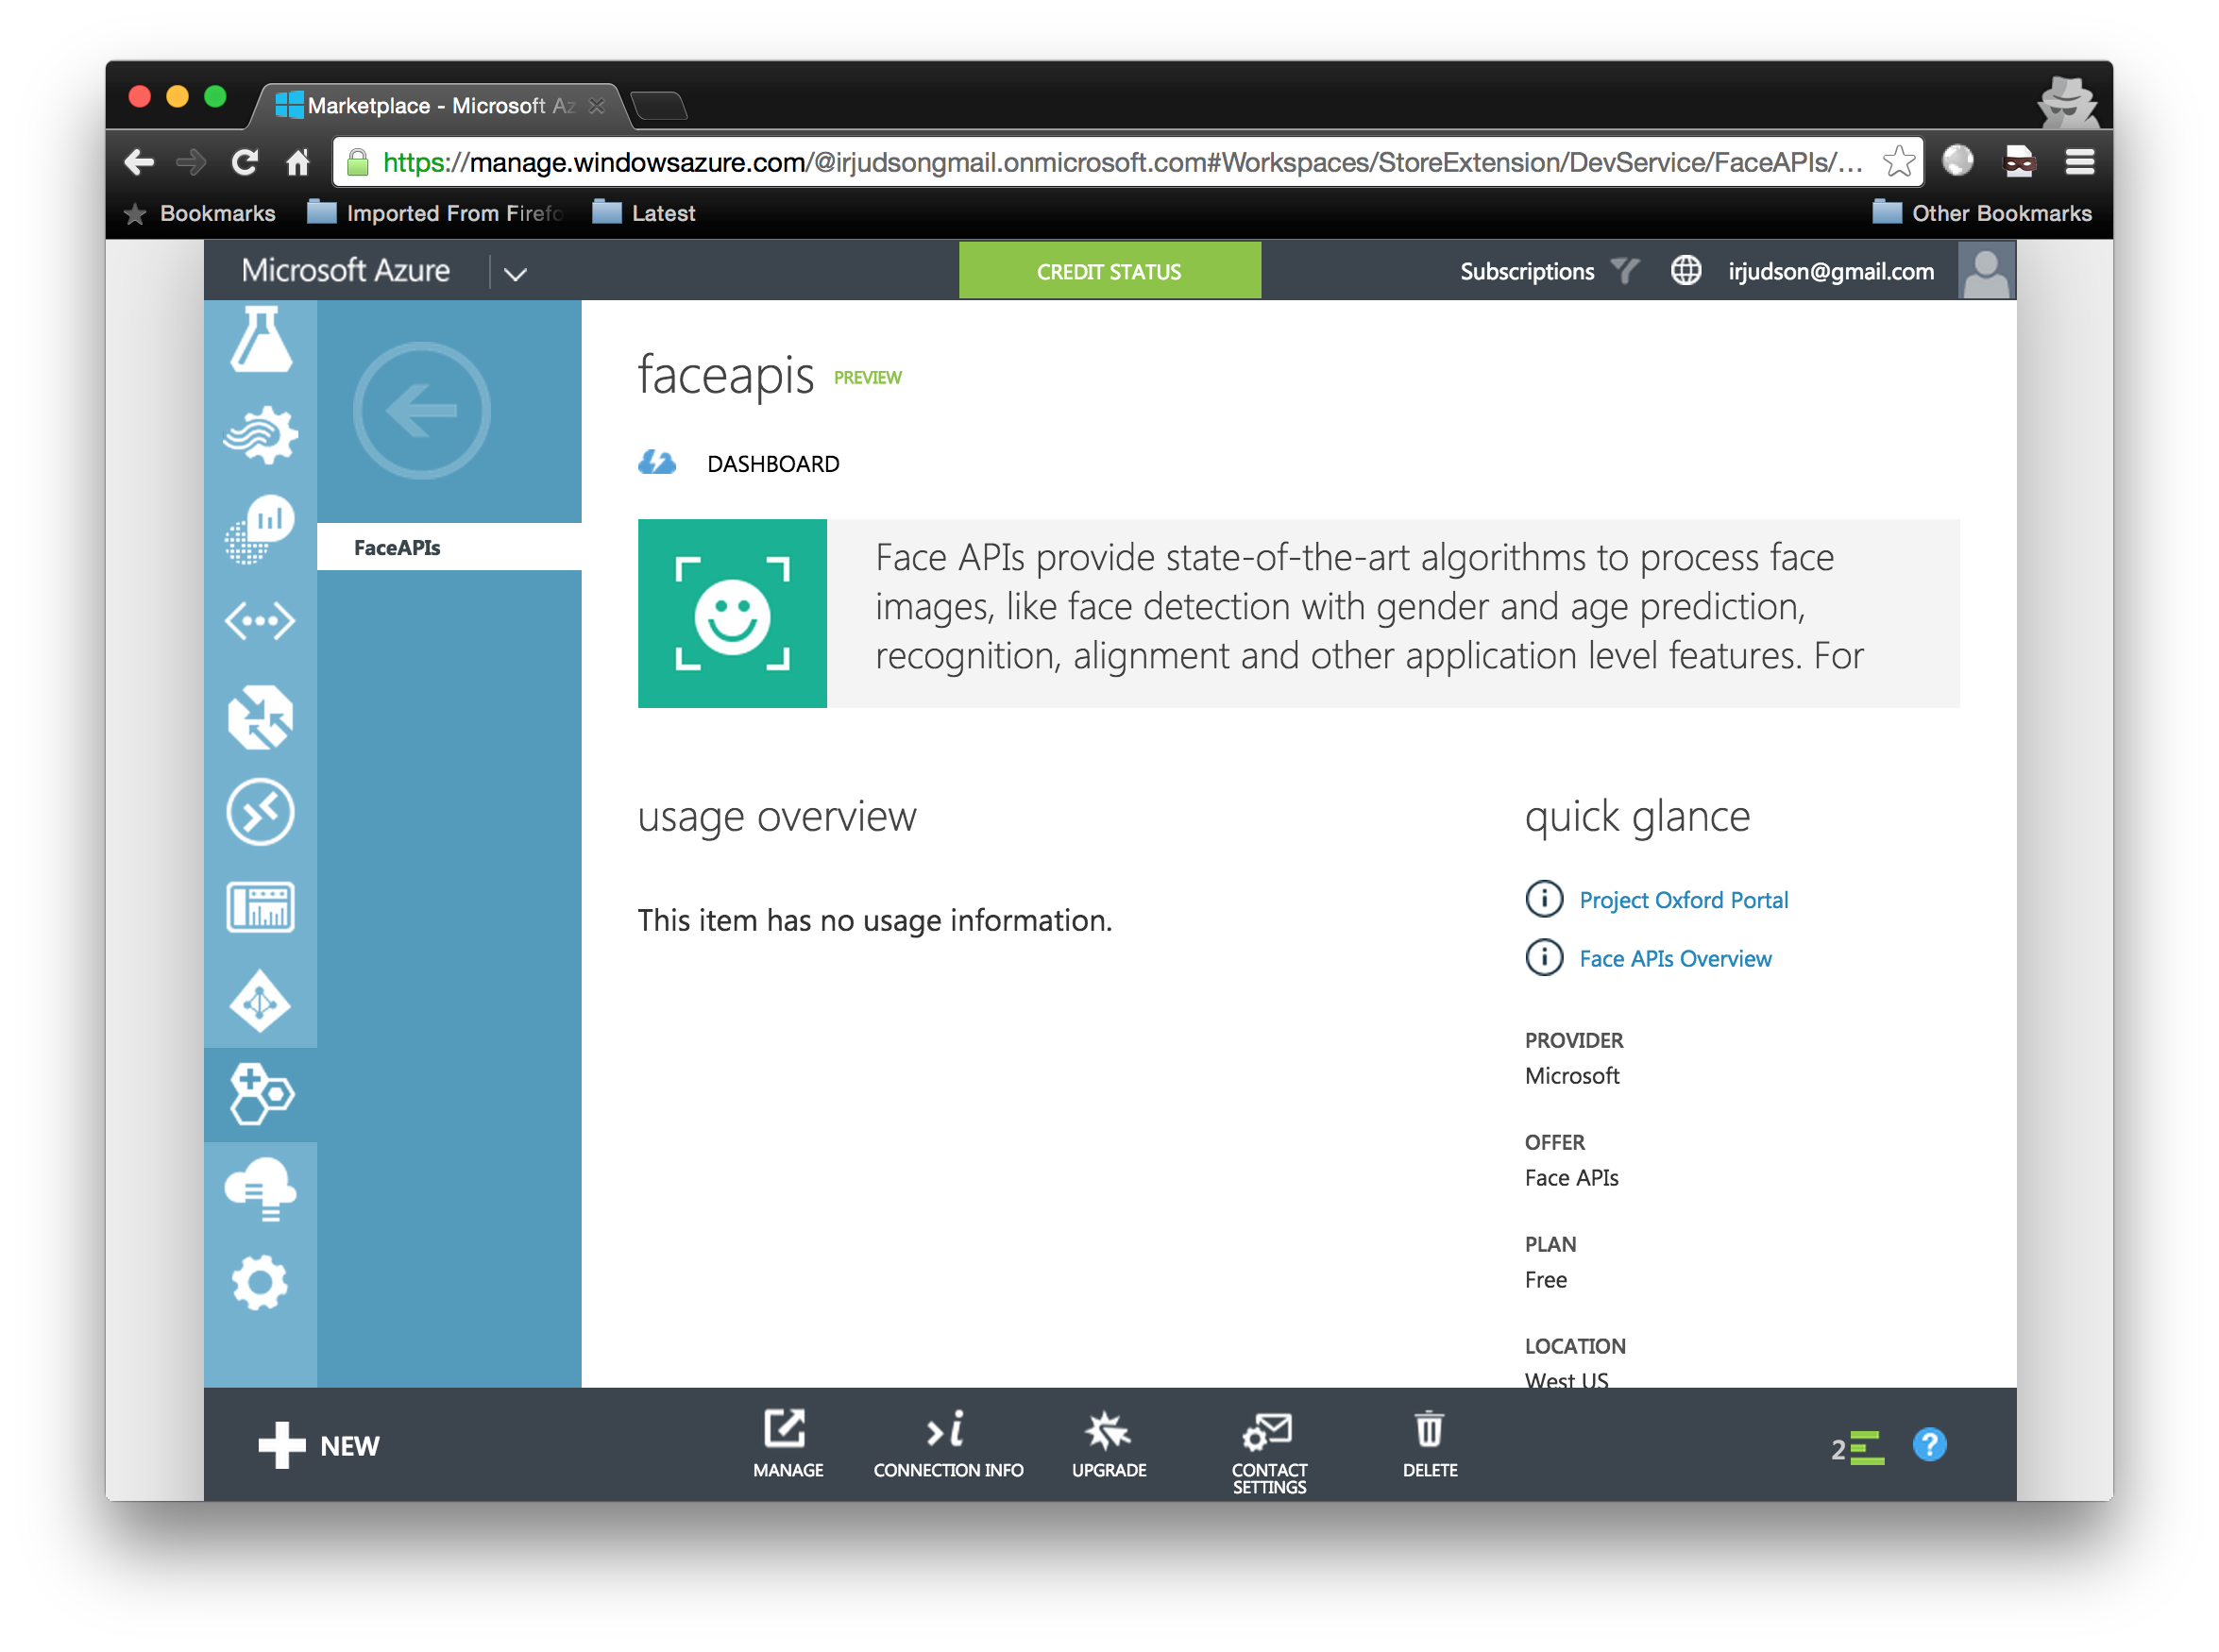 Marketplace - Microsoft Az
https://manage.windowsazure.com/@irjudsongmail.onmicrosoft.com#Workspaces/StoreExtension/DevService/FaceAPIs/...
Bookmarks Imported From Firefo Latest Other Bookmarks
Microsoft Azure CREDIT STATUS Subscriptions irjudson@gmail.com
faceapis PREVIEW
DASHBOARD
FaceAPIs
Face APIs provide state-of-the-art algorithms to process face
images, like face detection with gender and age prediction,
recognition, alignment and other application level features. For
usage overview
This item has no usage information.
quick glance
Project Oxford Portal
Face APIs Overview
PROVIDER
Microsoft
OFFER
Face APIs
PLAN
Free
LOCATION
West US
NEW
MANAGE
CONNECTION INFO
UPGRADE
CONTACT
SETTINGS
DELETE
2
?